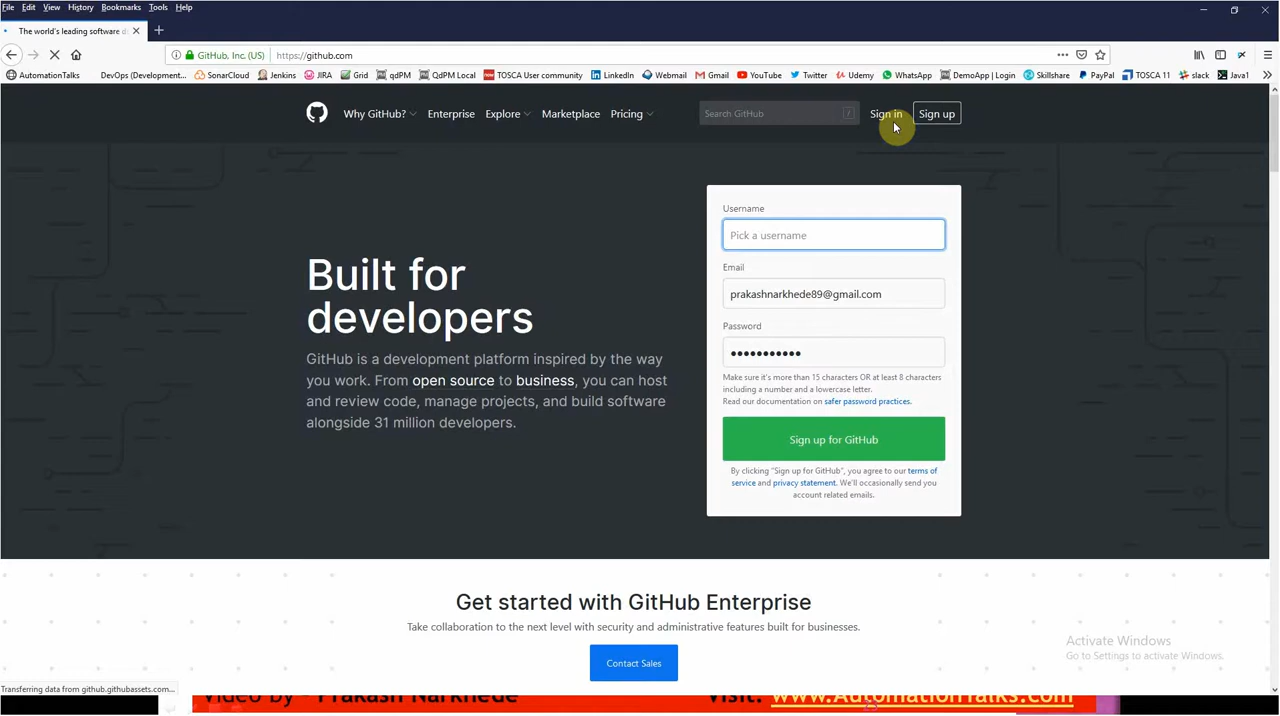 File Edit View History Bookmarks Tools Help
The world's leading software d
GitHub, Inc. (US) https://github.com
AutomationTalks DevOps (Development... SonarCloud Jenkins JIRA Grid qdPM QdPM Local TOSCA User community LinkedIn Webmail Gmail YouTube Twitter Udemy WhatsApp DemoApp | Login Skillshare PayPal TOSCA 11 slack Java1
Why GitHub? Enterprise Explore Marketplace Pricing Search GitHub / Sign in Sign up
Username
Pick a username
Email
prakashnarkhede89@gmail.com
Password
Make sure it's more than 15 characters OR at least 8 characters
including a number and a lowercase letter.
Read our documentation on safer password practices.
Sign up for GitHub
By clicking "Sign up for GitHub", you agree to our terms of
service and privacy statement. We'll occasionally send you
account related emails.
Built for
developers
GitHub is a development platform inspired by the way
you work. From open source to business, you can host
and review code, manage projects, and build software
alongside 31 million developers.
Get started with GitHub Enterprise
Take collaboration to the next level with security and administrative features built for businesses.
Contact Sales
Activate Windows
Go to Settings to activate Windows.
Transferring data from github.githubassets.com...
Video by - Prakash Narkhede Visit: www.AutomationTalks.com